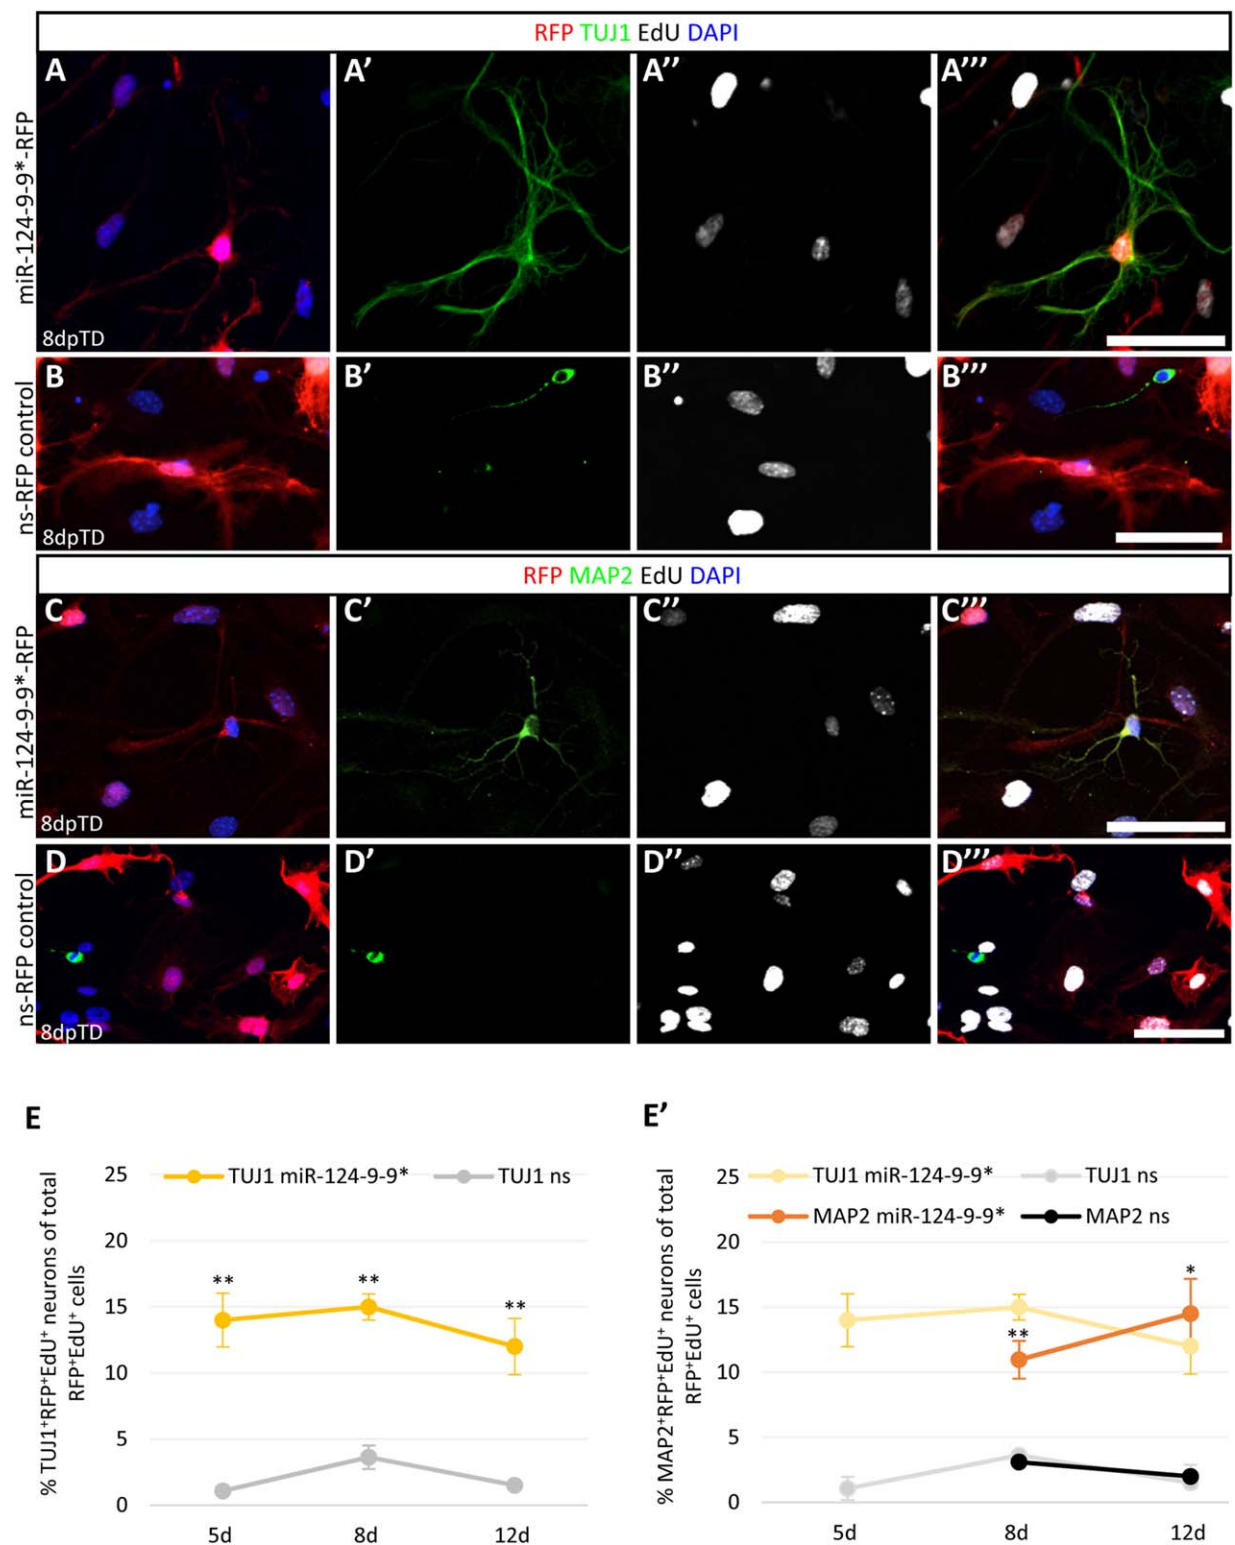 RFP TUJ1 EdU DAPI
A A’ A’’ A’’’
miR-124-9-9*-RFP
8dpTD
B B’ B’’ B’’’
ns-RFP control
8dpTD
RFP MAP2 EdU DAPI
C C’ C’’ C’’’
miR-124-9-9*-RFP
8dpTD
D D’ D’’ D’’’
ns-RFP control
8dpTD
E
% TUJ1⁺RFP⁺EdU⁺ neurons of total
RFP⁺EdU⁺ cells
TUJ1 miR-124-9-9* TUJ1 ns
25
20
15
10
5
0
** ** **
5d 8d 12d
E’
% MAP2⁺RFP⁺EdU⁺ neurons of total
RFP⁺EdU⁺ cells
TUJ1 miR-124-9-9* TUJ1 ns
MAP2 miR-124-9-9* MAP2 ns
25
20
15
10
5
0
** *
5d 8d 12d